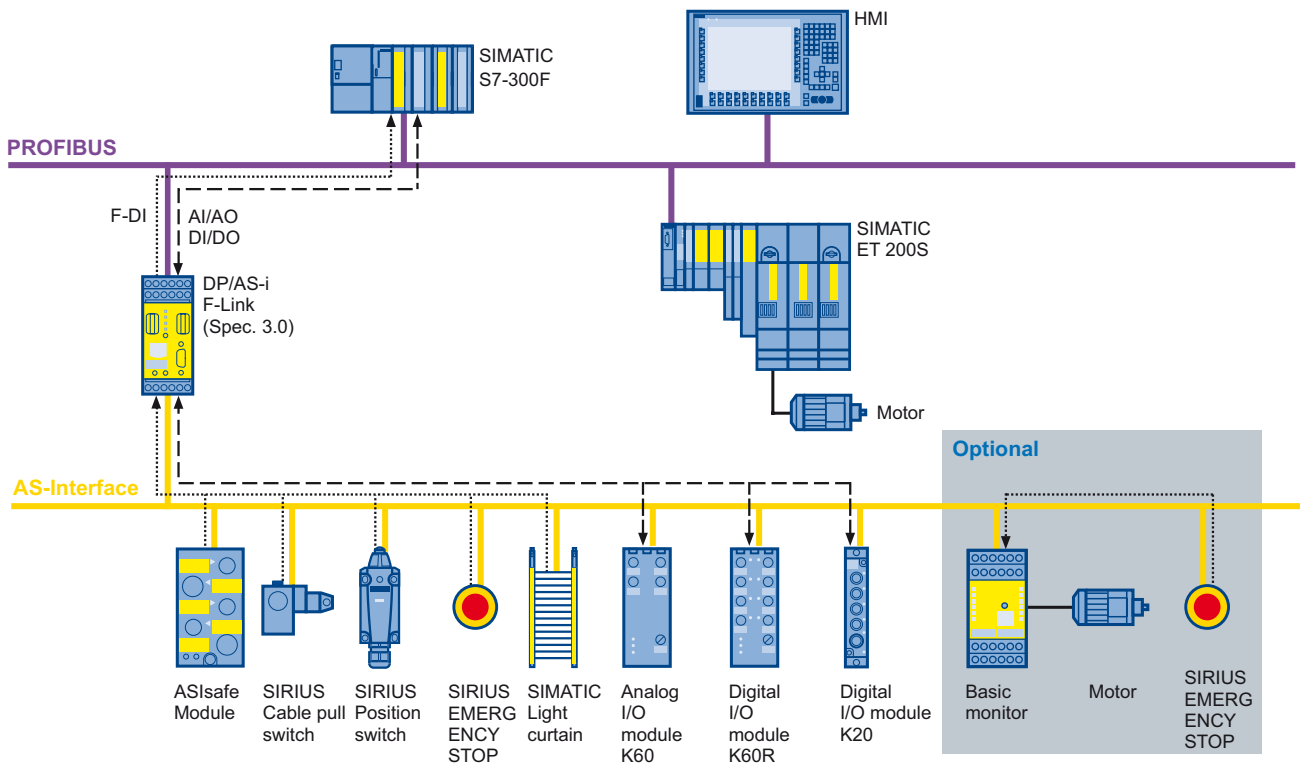 HMI
SIMATIC
S7-300F
PROFIBUS
F-DI
AI/AO
DI/DO
SIMATIC
ET 200S
DP/AS-i
F-Link
(Spec. 3.0)
Motor
Optional
AS-Interface
ASIsafe
Module
SIRIUS
Cable pull
switch
SIRIUS
Position
switch
SIRIUS
EMERG
ENCY
STOP
SIMATIC
Light
curtain
Analog
I/O
module
K60
Digital
I/O
module
K60R
Digital
I/O module
K20
Basic
monitor
Motor
SIRIUS
EMERG
ENCY
STOP